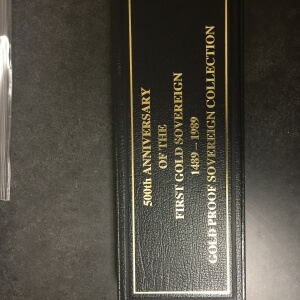 500th ANNIVERSARY
OF THE
FIRST GOLD SOVEREIGN
1489 – 1989
GOLD PROOF SOVEREIGN COLLECTION